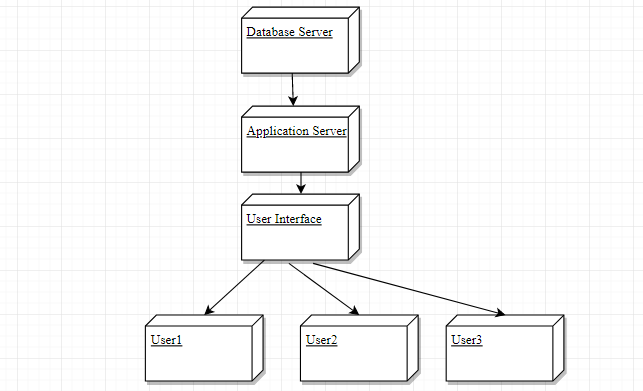 Database Server
Application Server
User Interface
User1
User2
User3